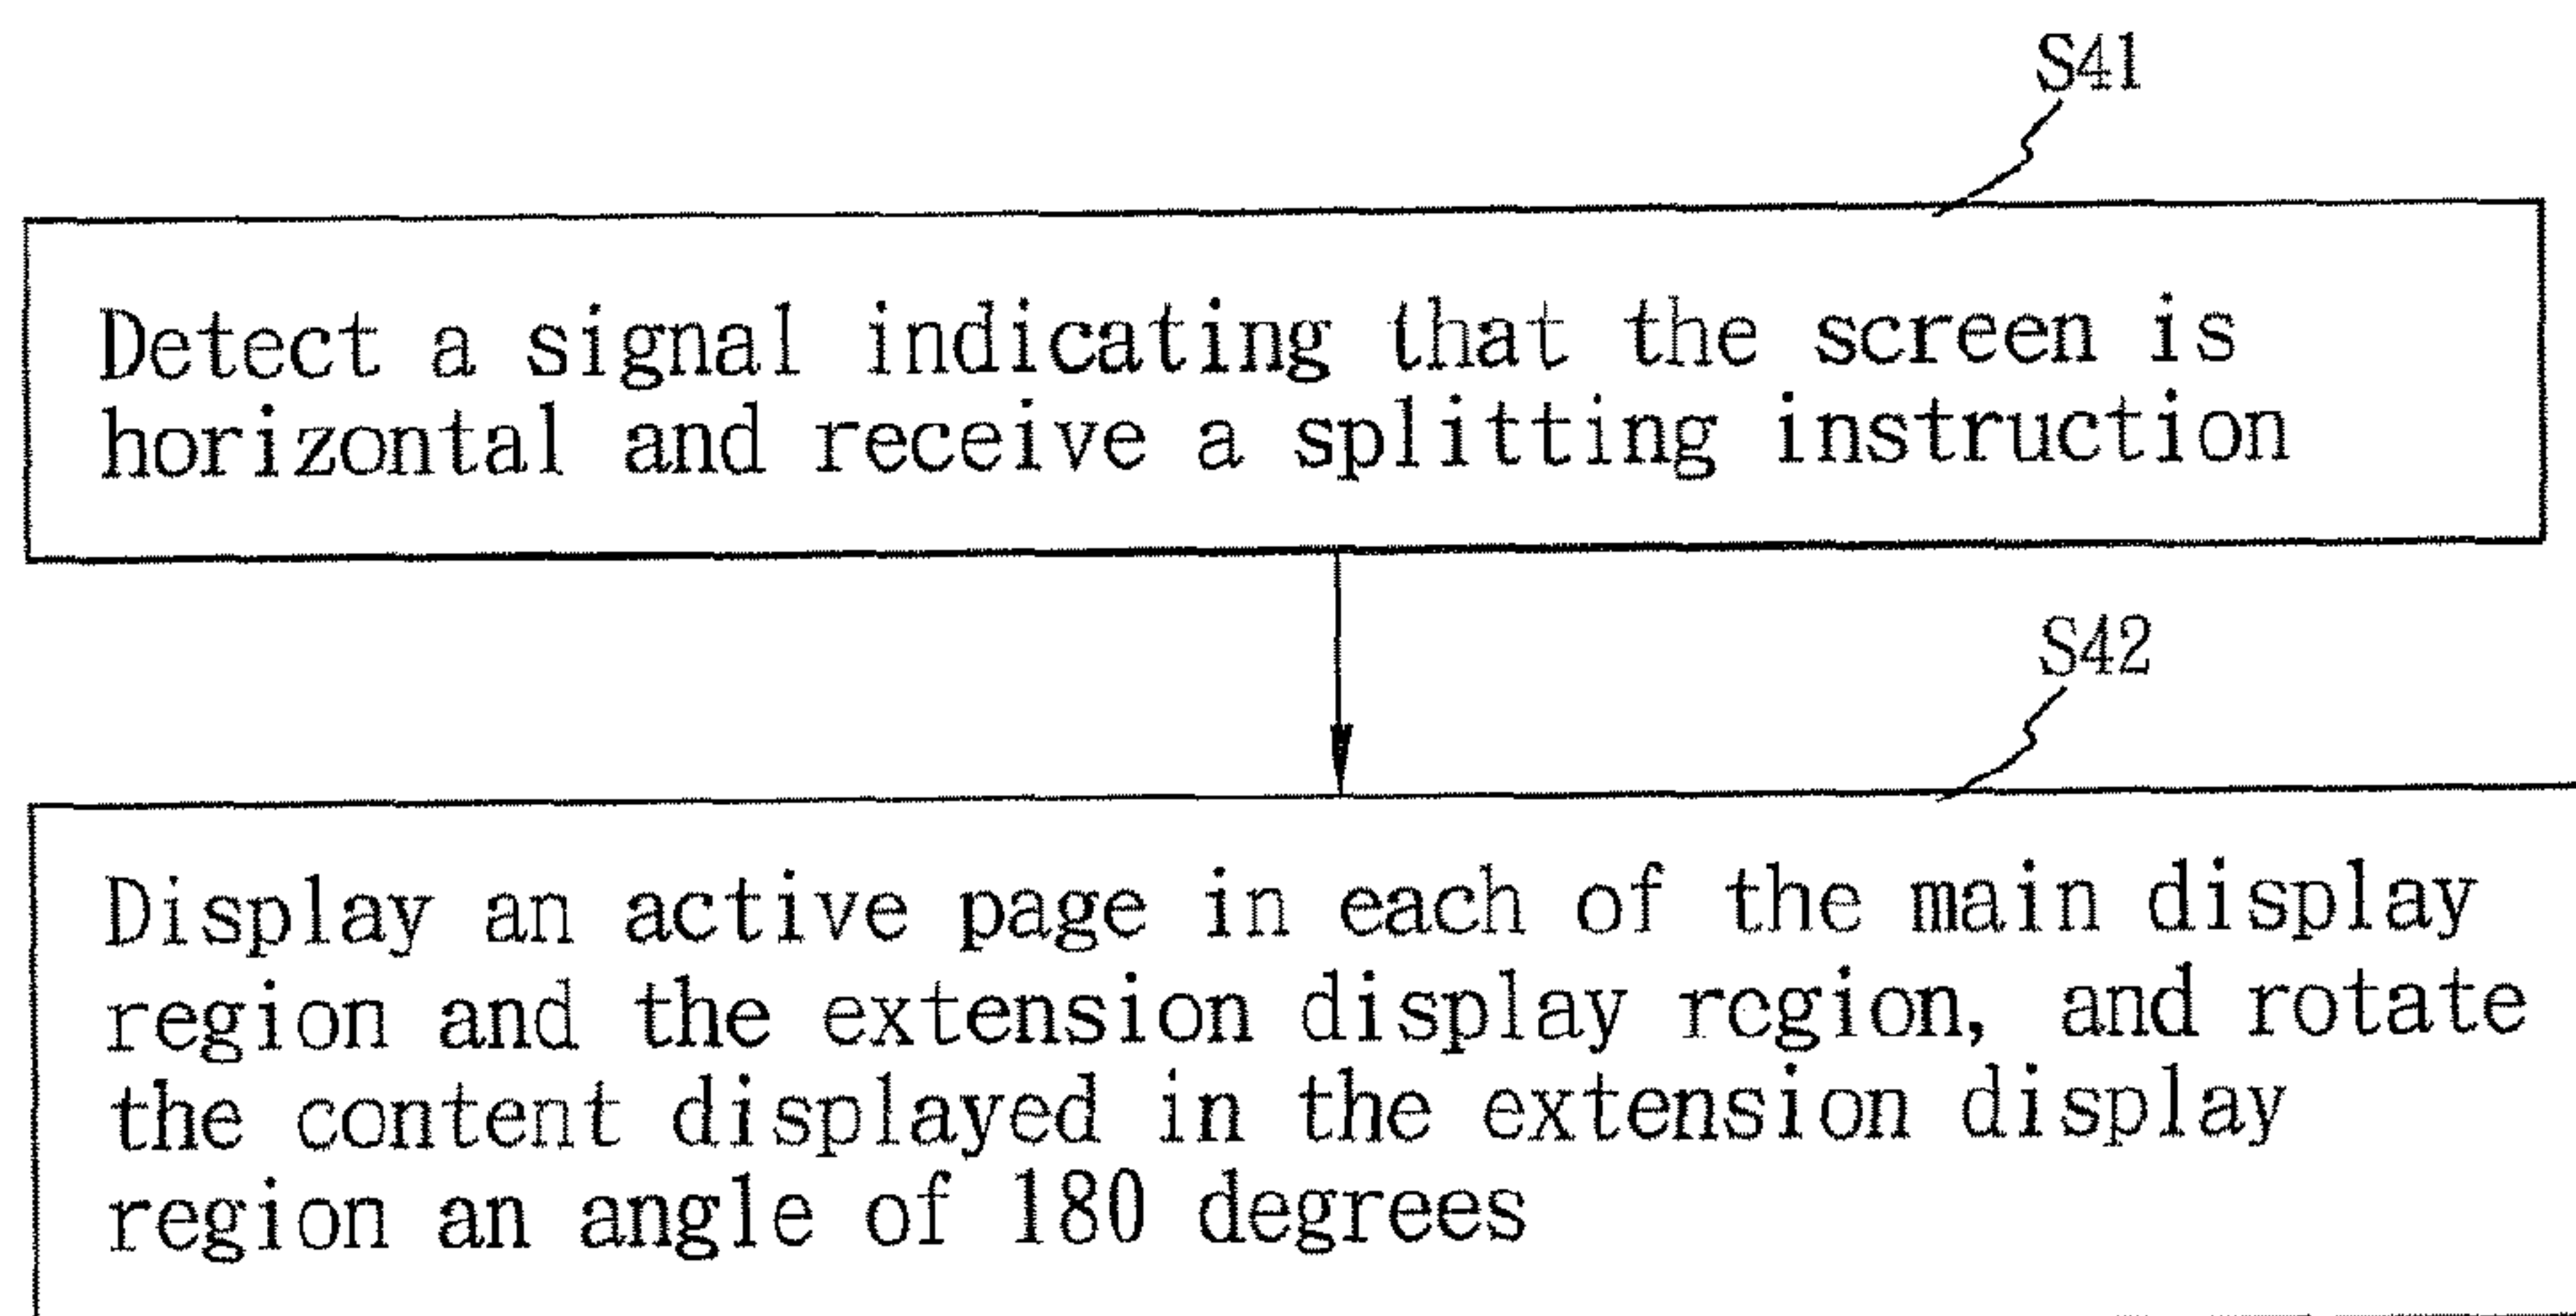 S41
Detect a signal indicating that the screen is
horizontal and receive a splitting instruction
S42
Display an active page in each of the main display
region and the extension display region, and rotate
the content displayed in the extension display
region an angle of 180 degrees